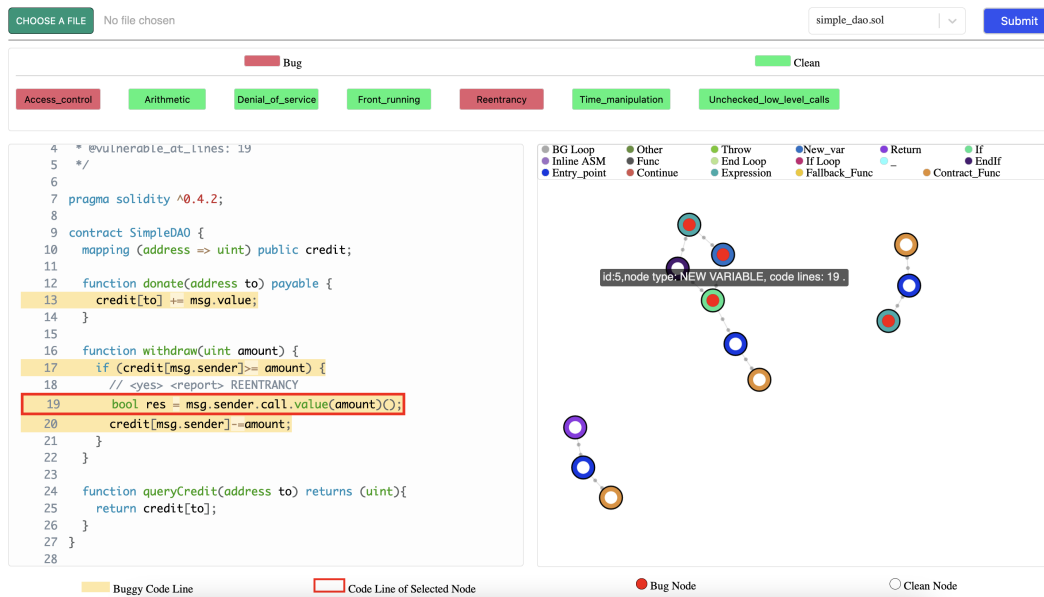 CHOOSE A FILE No file chosen simple_dao.sol Submit
Bug Clean
Access_control Arithmetic Denial_of_service Front_running Reentrancy Time_manipulation Unchecked_low_level_calls
4 * @vulnerable_at_lines: 19
5 */
6
7 pragma solidity ^0.4.2;
8
9 contract SimpleDAO {
10 mapping (address => uint) public credit;
11
12 function donate(address to) payable {
13 credit[to] += msg.value;
14 }
15
16 function withdraw(uint amount) {
17 if (credit[msg.sender]>= amount) {
18 // <yes> <report> REENTRANCY
19 bool res = msg.sender.call.value(amount)();
20 credit[msg.sender]-=amount;
21 }
22 }
23
24 function queryCredit(address to) returns (uint){
25 return credit[to];
26 }
27 }
28
BG Loop Other Throw New_var Return If
Inline ASM Func End Loop If Loop _ EndIf
Entry_point Continue Expression Fallback_Func Contract_Func
id:5,node type: NEW VARIABLE, code lines: 19 .
Buggy Code Line Code Line of Selected Node Bug Node Clean Node